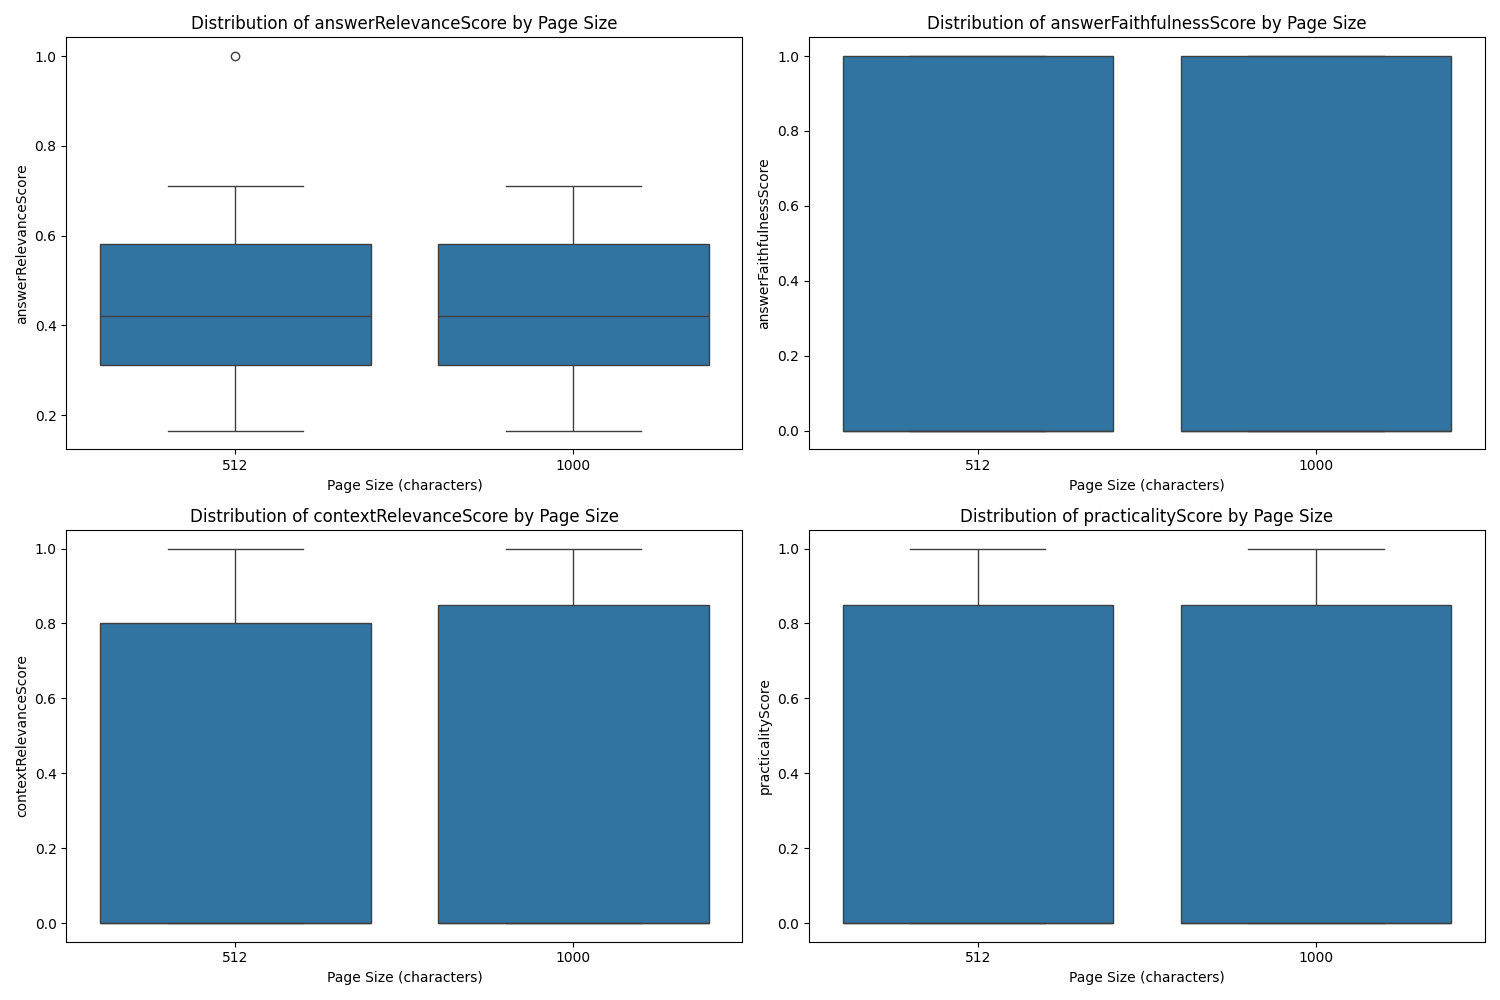 Distribution of answerRelevanceScore by Page Size
answerRelevanceScore
1.0
0.8
0.6
0.4
0.2
512
1000
Page Size (characters)
Distribution of answerFaithfulnessScore by Page Size
answerFaithfulnessScore
1.0
0.8
0.6
0.4
0.2
0.0
512
1000
Page Size (characters)
Distribution of contextRelevanceScore by Page Size
contextRelevanceScore
1.0
0.8
0.6
0.4
0.2
0.0
512
1000
Page Size (characters)
Distribution of practicalityScore by Page Size
practicalityScore
1.0
0.8
0.6
0.4
0.2
0.0
512
1000
Page Size (characters)